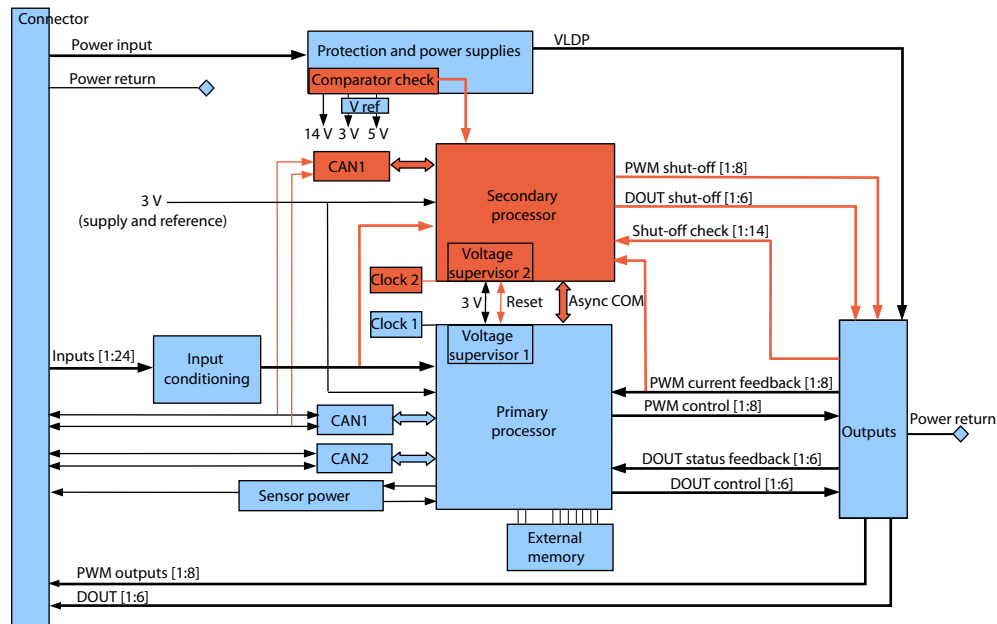 Connector
Power input
Protection and power supplies
VLDP
Power return
Comparator check
V ref
14 V
3 V
5 V
CAN1
PWM shut-off [1:8]
Secondary
processor
DOUT shut-off [1:6]
3 V
(supply and reference)
Shut-off check [1:14]
Voltage
supervisor 2
Clock 2
3 V
Reset
Async COM
Clock 1
Voltage
supervisor 1
Inputs [1:24]
Input
conditioning
PWM current feedback [1:8]
PWM control [1:8]
CAN1
Primary
processor
Power return
Outputs
CAN2
DOUT status feedback [1:6]
DOUT control [1:6]
Sensor power
External
memory
PWM outputs [1:8]
DOUT [1:6]